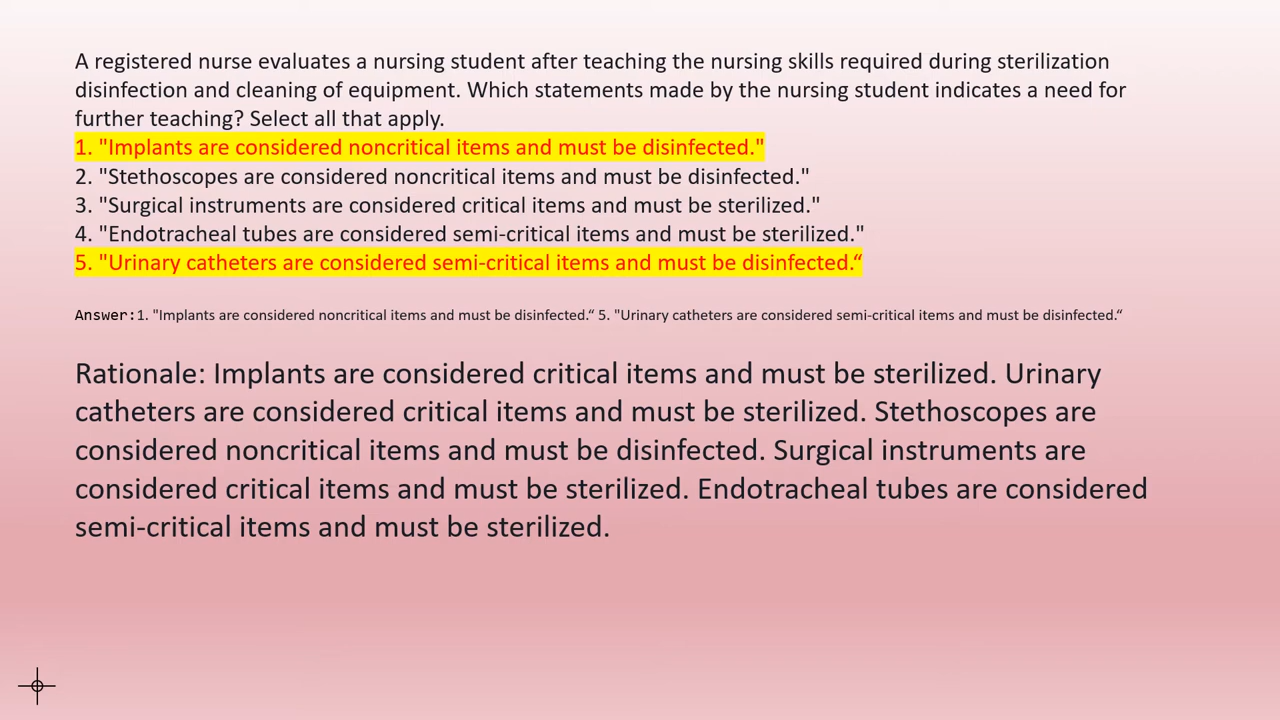 A registered nurse evaluates a nursing student after teaching the nursing skills required during sterilization
disinfection and cleaning of equipment. Which statements made by the nursing student indicates a need for
further teaching? Select all that apply.
1. "Implants are considered noncritical items and must be disinfected."
2. "Stethoscopes are considered noncritical items and must be disinfected."
3. "Surgical instruments are considered critical items and must be sterilized."
4. "Endotracheal tubes are considered semi-critical items and must be sterilized."
5. "Urinary catheters are considered semi-critical items and must be disinfected.“
Answer:1. "Implants are considered noncritical items and must be disinfected.“ 5. "Urinary catheters are considered semi-critical items and must be disinfected.“
Rationale: Implants are considered critical items and must be sterilized. Urinary
catheters are considered critical items and must be sterilized. Stethoscopes are
considered noncritical items and must be disinfected. Surgical instruments are
considered critical items and must be sterilized. Endotracheal tubes are considered
semi-critical items and must be sterilized.